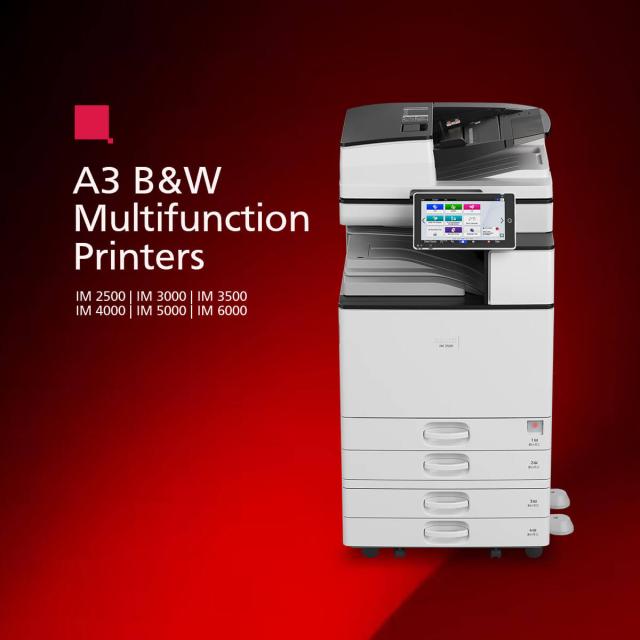 A3 B&W
Multifunction
Printers
IM 2500 | IM 3000 | IM 3500
IM 4000 | IM 5000 | IM 6000